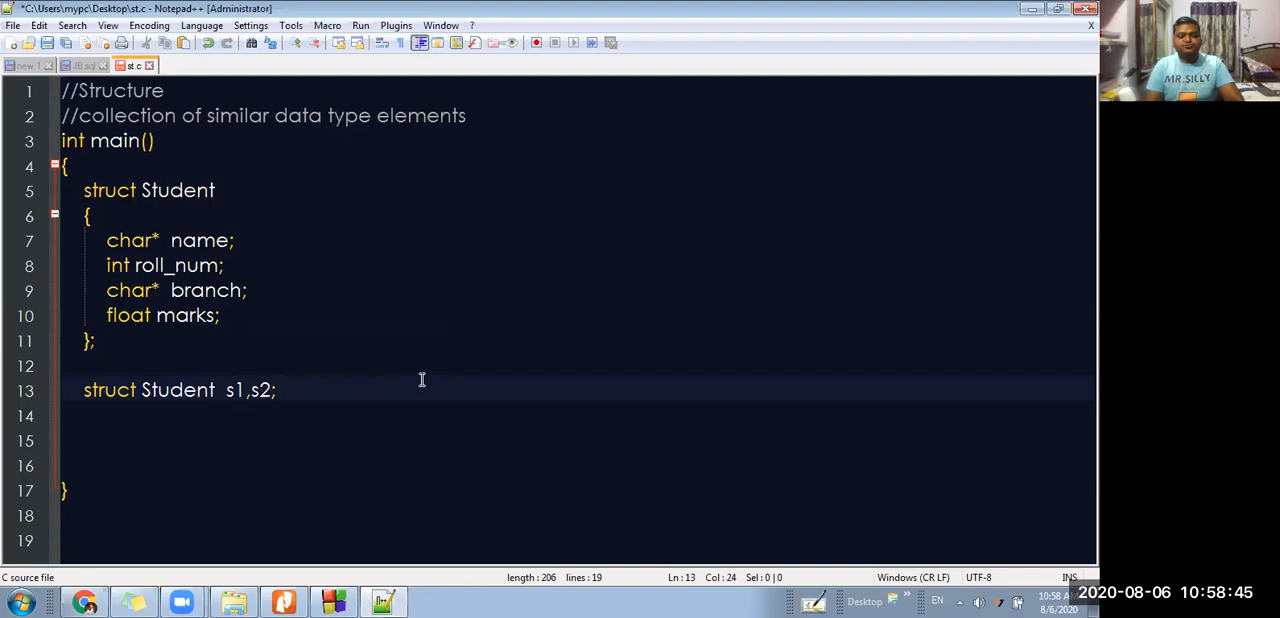 *C:\Users\mypc\Desktop\st.c - Notepad++ [Administrator]
File Edit Search View Encoding Language Settings Tools Macro Run Plugins Window ? X
new 1 JB.sql st.c
1 //Structure
2 //collection of similar data type elements
3 int main()
4 {
5 struct Student
6 {
7 char* name;
8 int roll_num;
9 char* branch;
10 float marks;
11 };
12
13 struct Student s1,s2;
14
15
16
17 }
18
19
MR.SILLY
C source file length : 206 lines : 19 Ln : 13 Col : 24 Sel : 0 | 0 Windows (CR LF) UTF-8 INS
Desktop » EN 10:58 AM
8/6/2020
2020-08-06 10:58:45